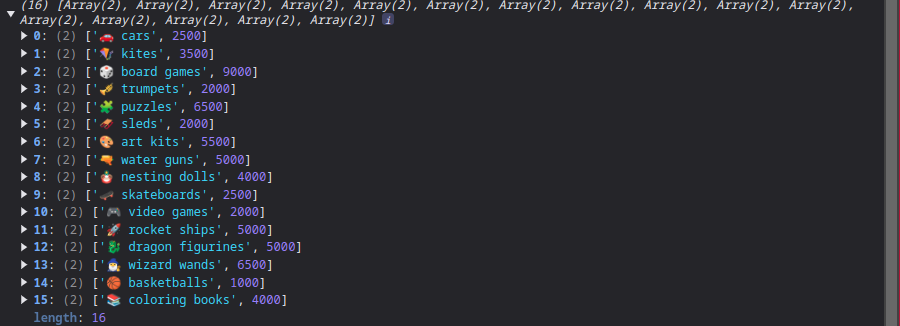 (16) [Array(2), Array(2), Array(2), Array(2), Array(2), Array(2), Array(2), Array(2), Array(2), Array(2), Array(2),
Array(2), Array(2), Array(2), Array(2), Array(2)] i
0: (2) ['🚗 cars', 2500]
1: (2) ['🪁 kites', 3500]
2: (2) ['🎲 board games', 9000]
3: (2) ['🎺 trumpets', 2000]
4: (2) ['🧩 puzzles', 6500]
5: (2) ['🛷 sleds', 2000]
6: (2) ['🎨 art kits', 5500]
7: (2) ['🔫 water guns', 5000]
8: (2) ['🪆 nesting dolls', 4000]
9: (2) ['🛹 skateboards', 2500]
10: (2) ['🎮 video games', 2000]
11: (2) ['🚀 rocket ships', 5000]
12: (2) ['🐉 dragon figurines', 5000]
13: (2) ['🧙‍♂️ wizard wands', 6500]
14: (2) ['🏀 basketballs', 1000]
15: (2) ['📚 coloring books', 4000]
length: 16